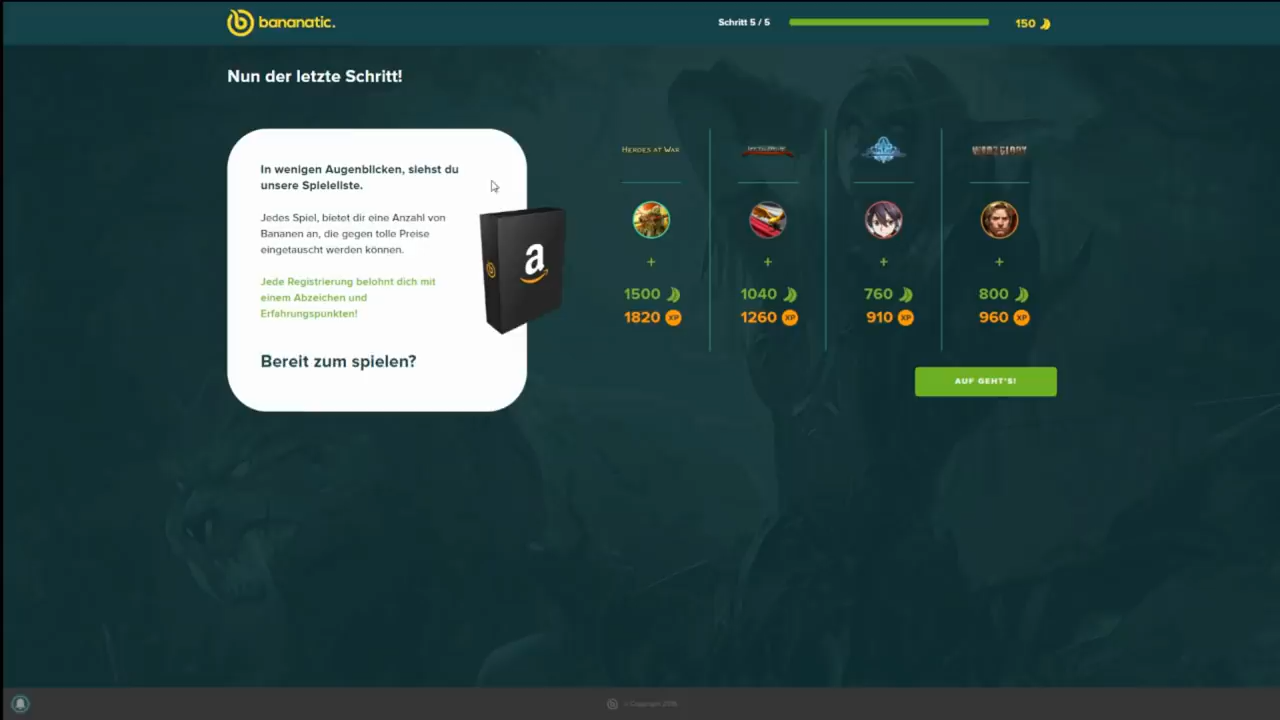 bananatic.
Schritt 5 / 5
150
Nun der letzte Schritt!
In wenigen Augenblicken, siehst du
unsere Spieleliste.
Jedes Spiel, bietet dir eine Anzahl von
Bananen an, die gegen tolle Preise
eingetauscht werden können.
Jede Registrierung belohnt dich mit
einem Abzeichen und
Erfahrungspunkten!
Bereit zum spielen?
a
HEROES AT WAR
+
1500
1820 XP
+
1040
1260 XP
+
760
910 XP
WAR2GLORY
+
800
960 XP
AUF GEHT'S!